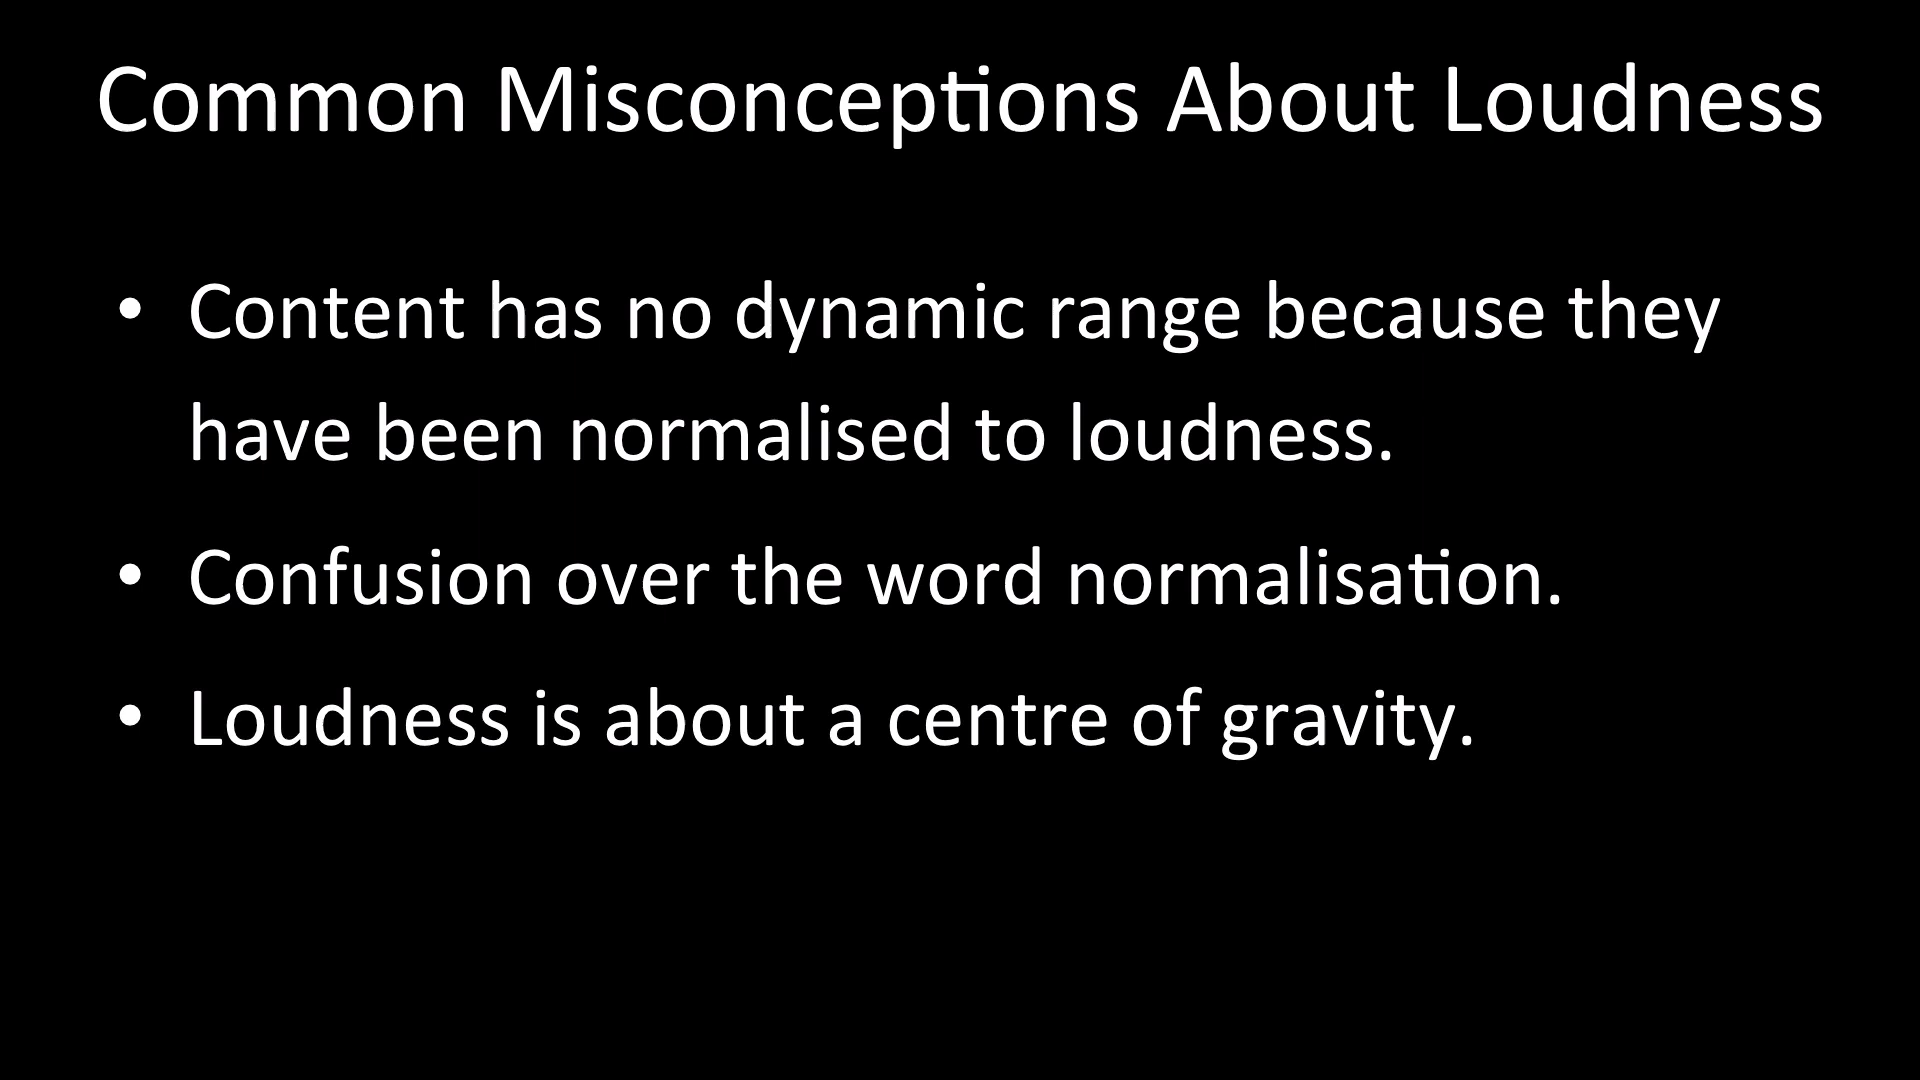 Common Misconceptions About Loudness
• Content has no dynamic range because they
have been normalised to loudness.
• Confusion over the word normalisation.
• Loudness is about a centre of gravity.